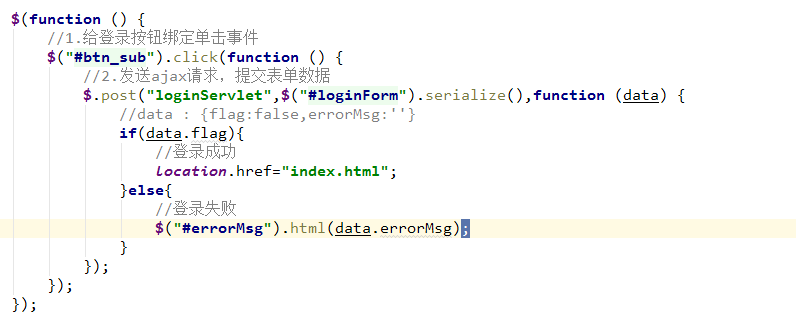 $(function () {
//1.给登录按钮绑定单击事件
$("#btn_sub").click(function () {
//2.发送ajax请求，提交表单数据
$.post("loginServlet",$("#loginForm").serialize(),function (data) {
//data : {flag:false,errorMsg:''}
if(data.flag){
//登录成功
location.href="index.html";
}else{
//登录失败
$("#errorMsg").html(data.errorMsg);
}
});
});
});